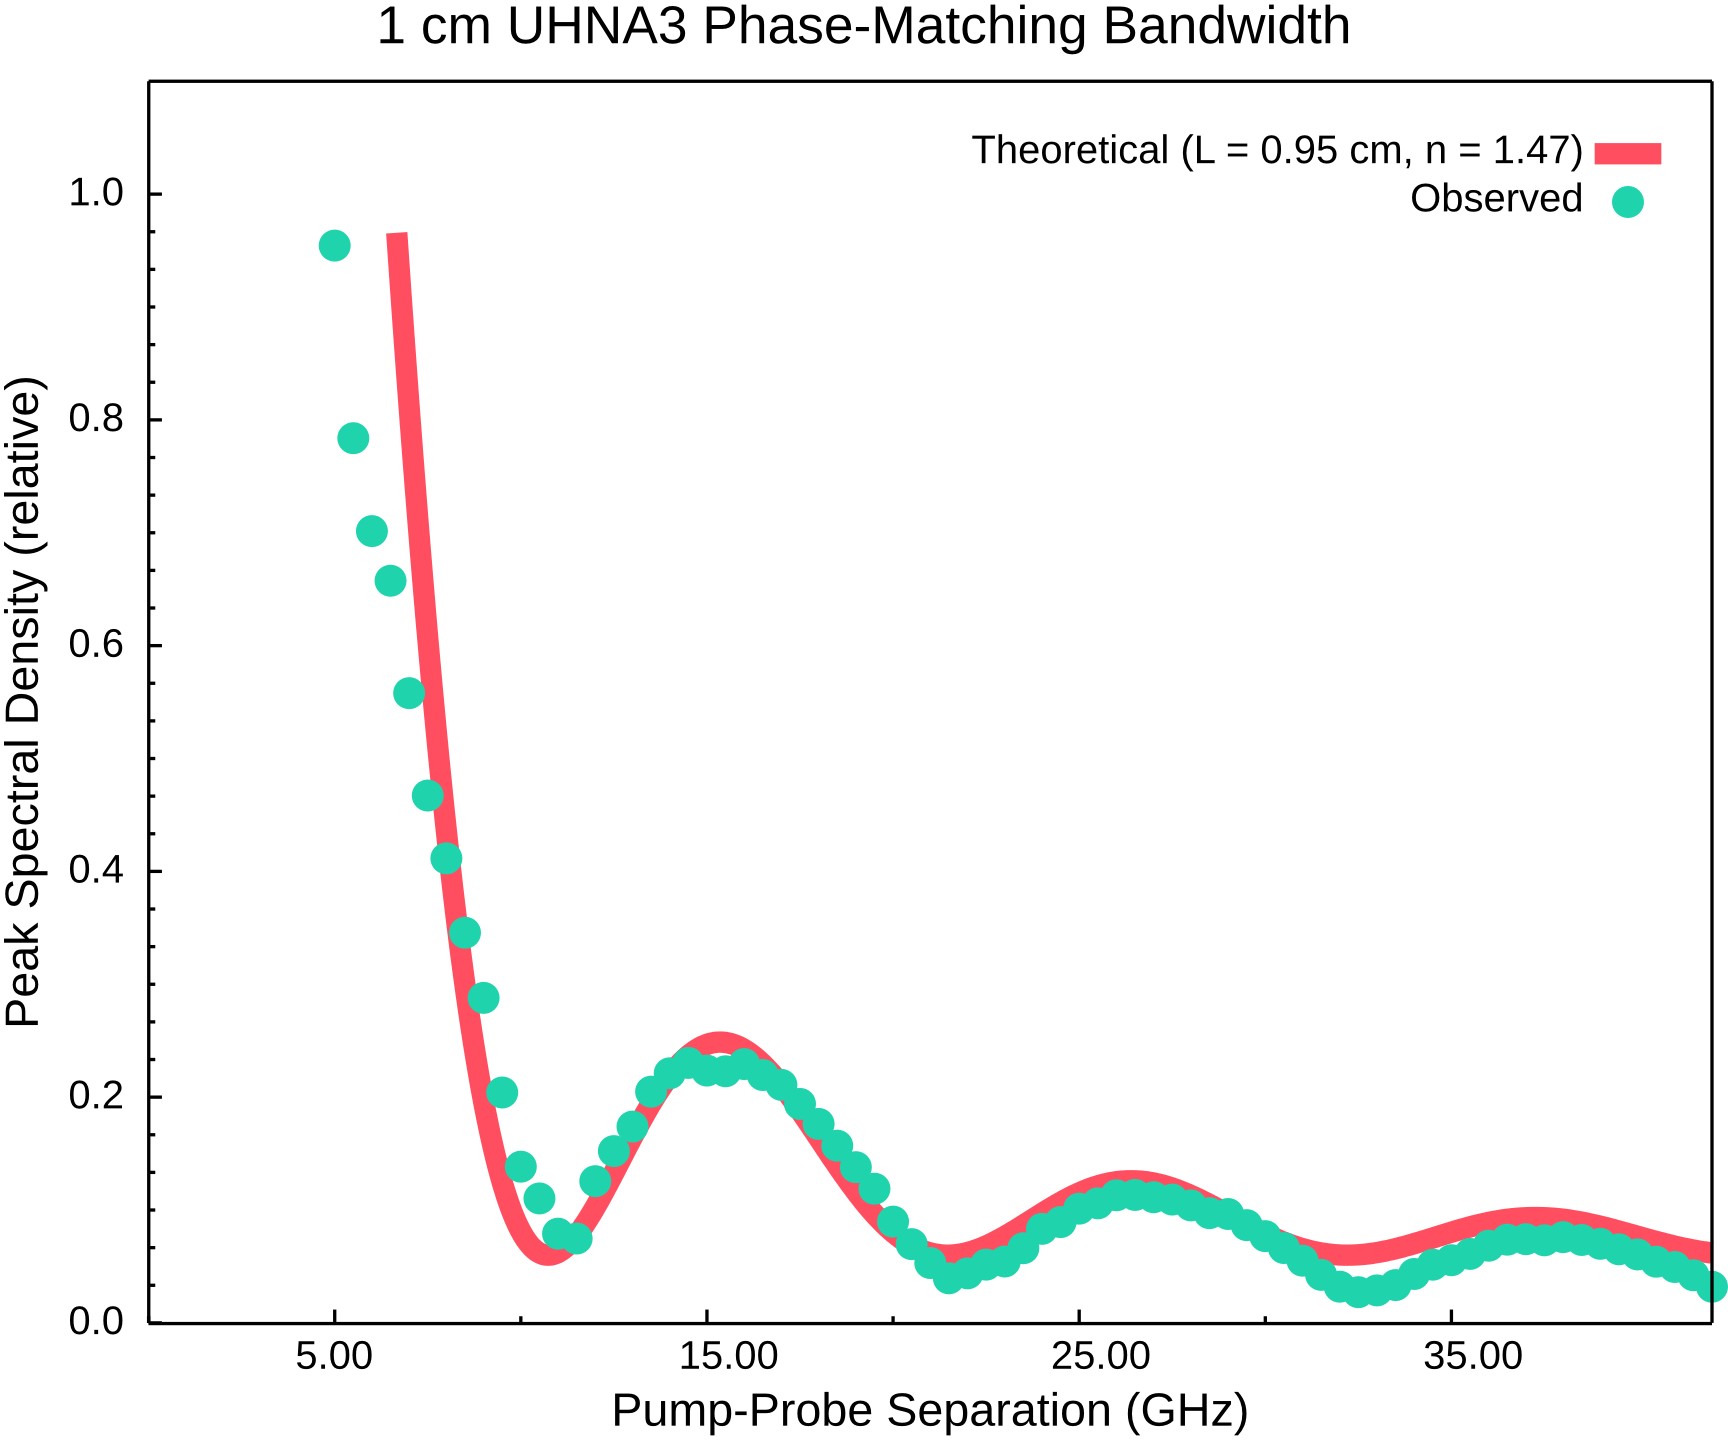 1 cm UHNA3 Phase-Matching Bandwidth
Theoretical (L = 0.95 cm, n = 1.47)
Observed
Peak Spectral Density (relative)
1.0
0.8
0.6
0.4
0.2
0.0
5.00 15.00 25.00 35.00
Pump-Probe Separation (GHz)